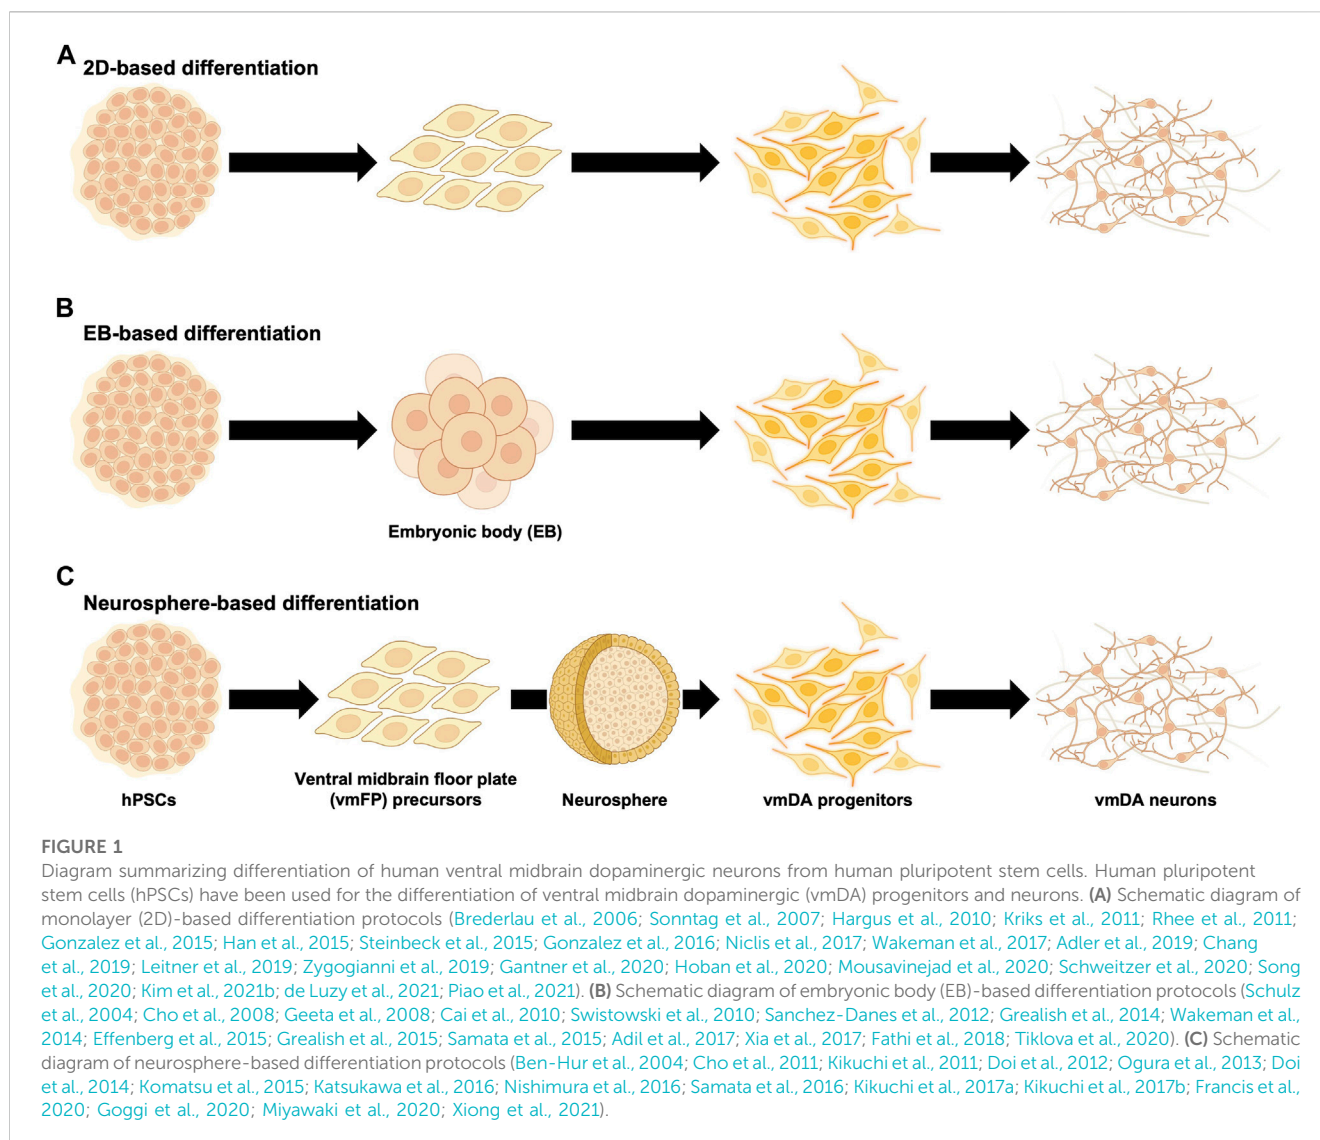 A
2D-based differentiation
B
EB-based differentiation
Embryonic body (EB)
C
Neurosphere-based differentiation
hPSCs
Ventral midbrain floor plate
(vmFP) precursors
Neurosphere
vmDA progenitors
vmDA neurons
FIGURE 1
Diagram summarizing differentiation of human ventral midbrain dopaminergic neurons from human pluripotent stem cells. Human pluripotent
stem cells (hPSCs) have been used for the differentiation of ventral midbrain dopaminergic (vmDA) progenitors and neurons. (A) Schematic diagram of
monolayer (2D)-based differentiation protocols (Brederlau et al., 2006; Sonntag et al., 2007; Hargus et al., 2010; Kriks et al., 2011; Rhee et al., 2011;
Gonzalez et al., 2015; Han et al., 2015; Steinbeck et al., 2015; Gonzalez et al., 2016; Niclis et al., 2017; Wakeman et al., 2017; Adler et al., 2019; Chang
et al., 2019; Leitner et al., 2019; Zygogianni et al., 2019; Gantner et al., 2020; Hoban et al., 2020; Mousavinejad et al., 2020; Schweitzer et al., 2020; Song
et al., 2020; Kim et al., 2021b; de Luzy et al., 2021; Piao et al., 2021). (B) Schematic diagram of embryonic body (EB)-based differentiation protocols (Schulz
et al., 2004; Cho et al., 2008; Geeta et al., 2008; Cai et al., 2010; Swistowski et al., 2010; Sanchez-Danes et al., 2012; Grealish et al., 2014; Wakeman et al.,
2014; Effenberg et al., 2015; Grealish et al., 2015; Samata et al., 2015; Adil et al., 2017; Xia et al., 2017; Fathi et al., 2018; Tiklova et al., 2020). (C) Schematic
diagram of neurosphere-based differentiation protocols (Ben-Hur et al., 2004; Cho et al., 2011; Kikuchi et al., 2011; Doi et al., 2012; Ogura et al., 2013; Doi
et al., 2014; Komatsu et al., 2015; Katsukawa et al., 2016; Nishimura et al., 2016; Samata et al., 2016; Kikuchi et al., 2017a; Kikuchi et al., 2017b; Francis et al.,
2020; Goggi et al., 2020; Miyawaki et al., 2020; Xiong et al., 2021).